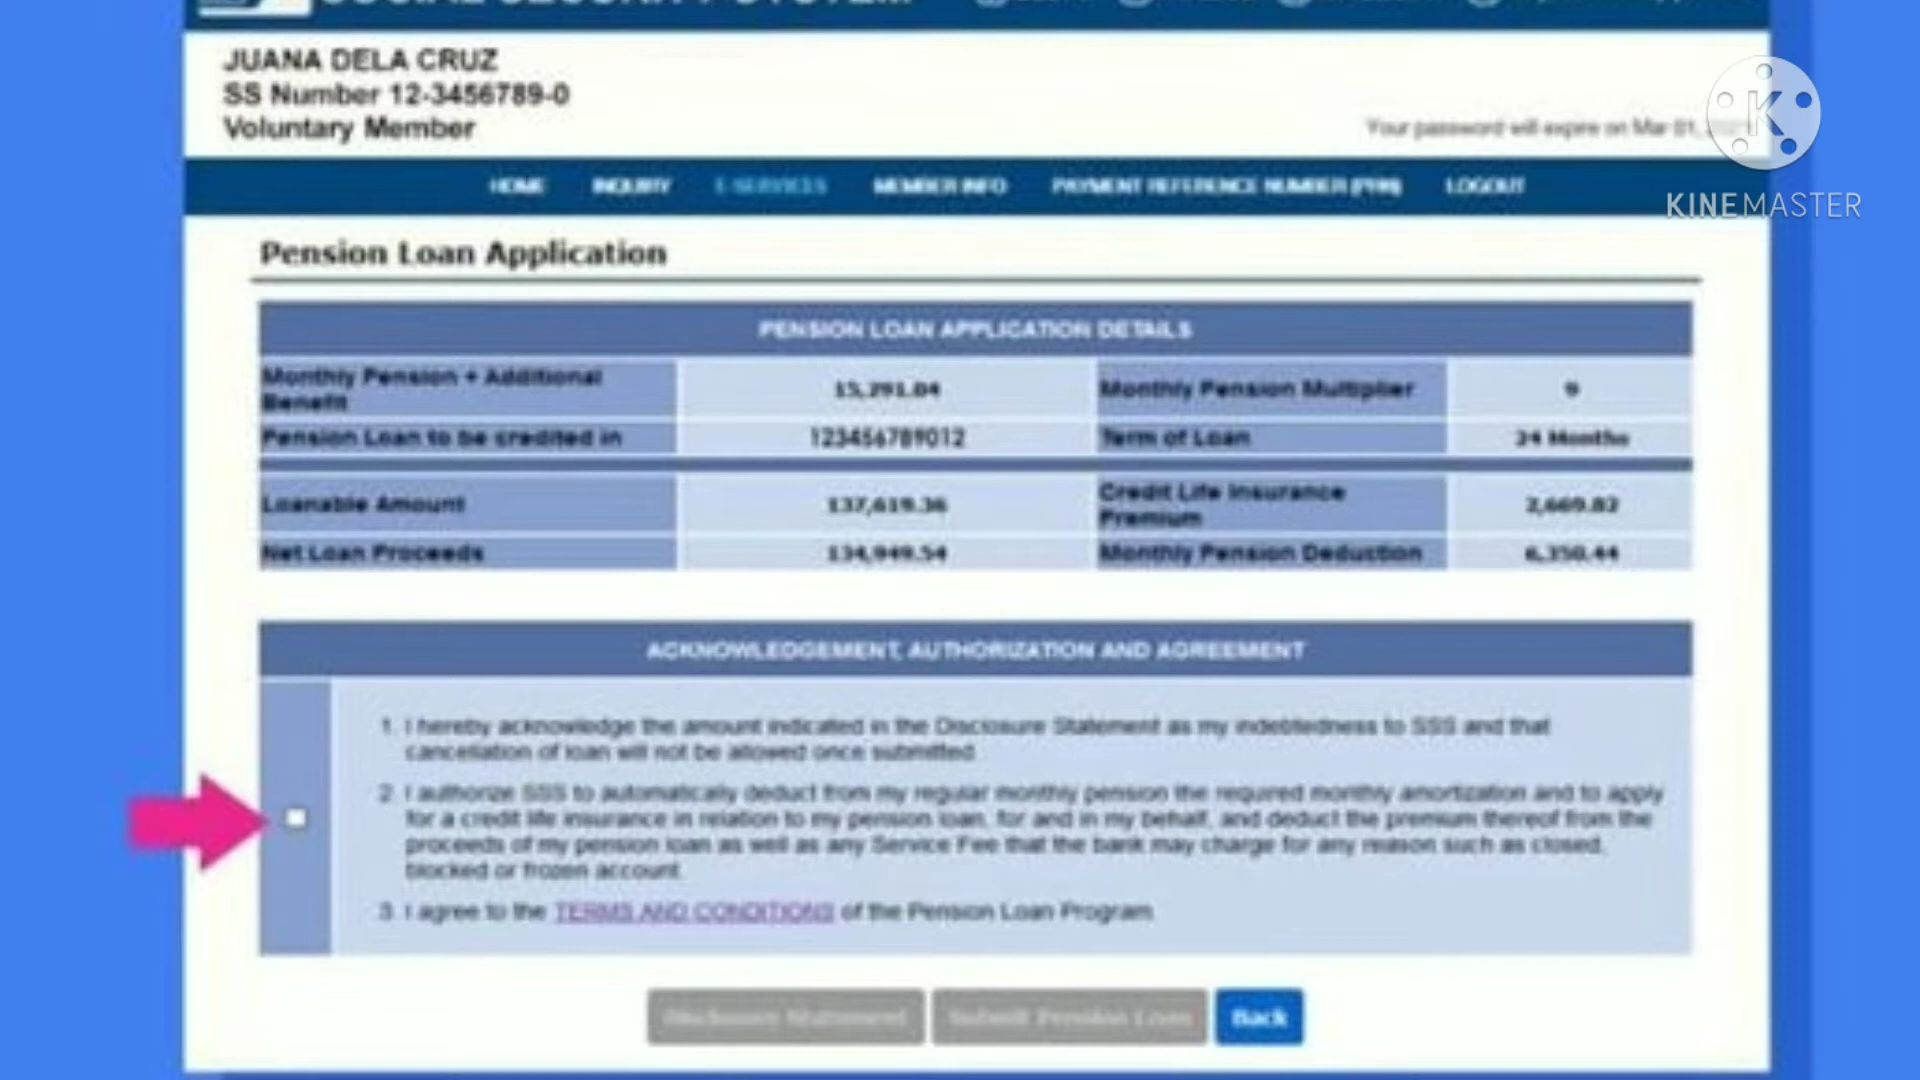 SOCIAL SECURITY SYSTEM
JUANA DELA CRUZ
SS Number 12-3456789-0
Voluntary Member
Your password will expire on Mar 01,
KINEMASTER
HOME INQUIRY E-SERVICES MEMBER INFO PAYMENT REFERENCE NUMBER (PRN) LOGOUT
Pension Loan Application
PENSION LOAN APPLICATION DETAILS
Monthly Pension + Additional
Benefit
15,291.04
Monthly Pension Multiplier
9
Pension Loan to be credited in
123456789012
Term of Loan
24 Months
Loanable Amount
137,619.36
Credit Life Insurance
Premium
2,669.82
Net Loan Proceeds
134,949.54
Monthly Pension Deduction
6,350.44
ACKNOWLEDGEMENT, AUTHORIZATION AND AGREEMENT
1. I hereby acknowledge the amount indicated in the Disclosure Statement as my indebtedness to SSS and that
cancellation of loan will not be allowed once submitted.
2. I authorize SSS to automatically deduct from my regular monthly pension the required monthly amortization and to apply
for a credit life insurance in relation to my pension loan, for and in my behalf, and deduct the premium thereof from the
proceeds of my pension loan as well as any Service Fee that the bank may charge for any reason such as closed,
blocked or frozen account.
3. I agree to the TERMS AND CONDITIONS of the Pension Loan Program.
Disclosure Statement
Submit Pension Loan
Back